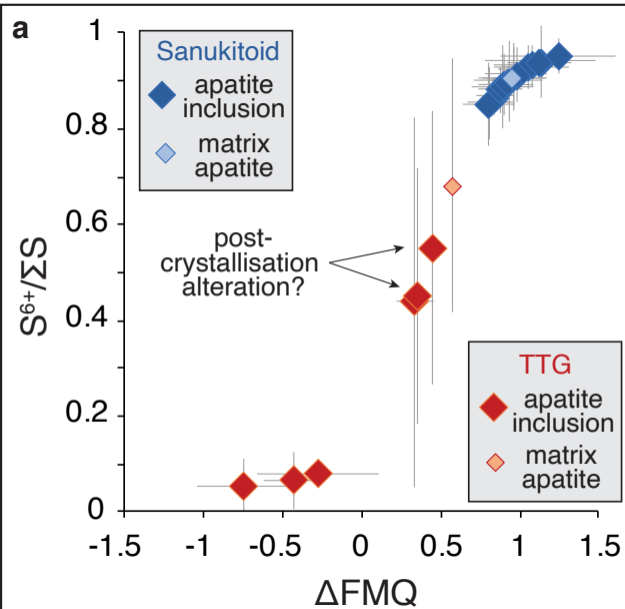 a
1
0.8
0.6
0.4
0.2
0
S6+/ΣS
Sanukitoid
apatite
inclusion
matrix
apatite
post-
crystallisation
alteration?
TTG
apatite
inclusion
matrix
apatite
-1.5 -1 -0.5 0 0.5 1 1.5
ΔFMQ